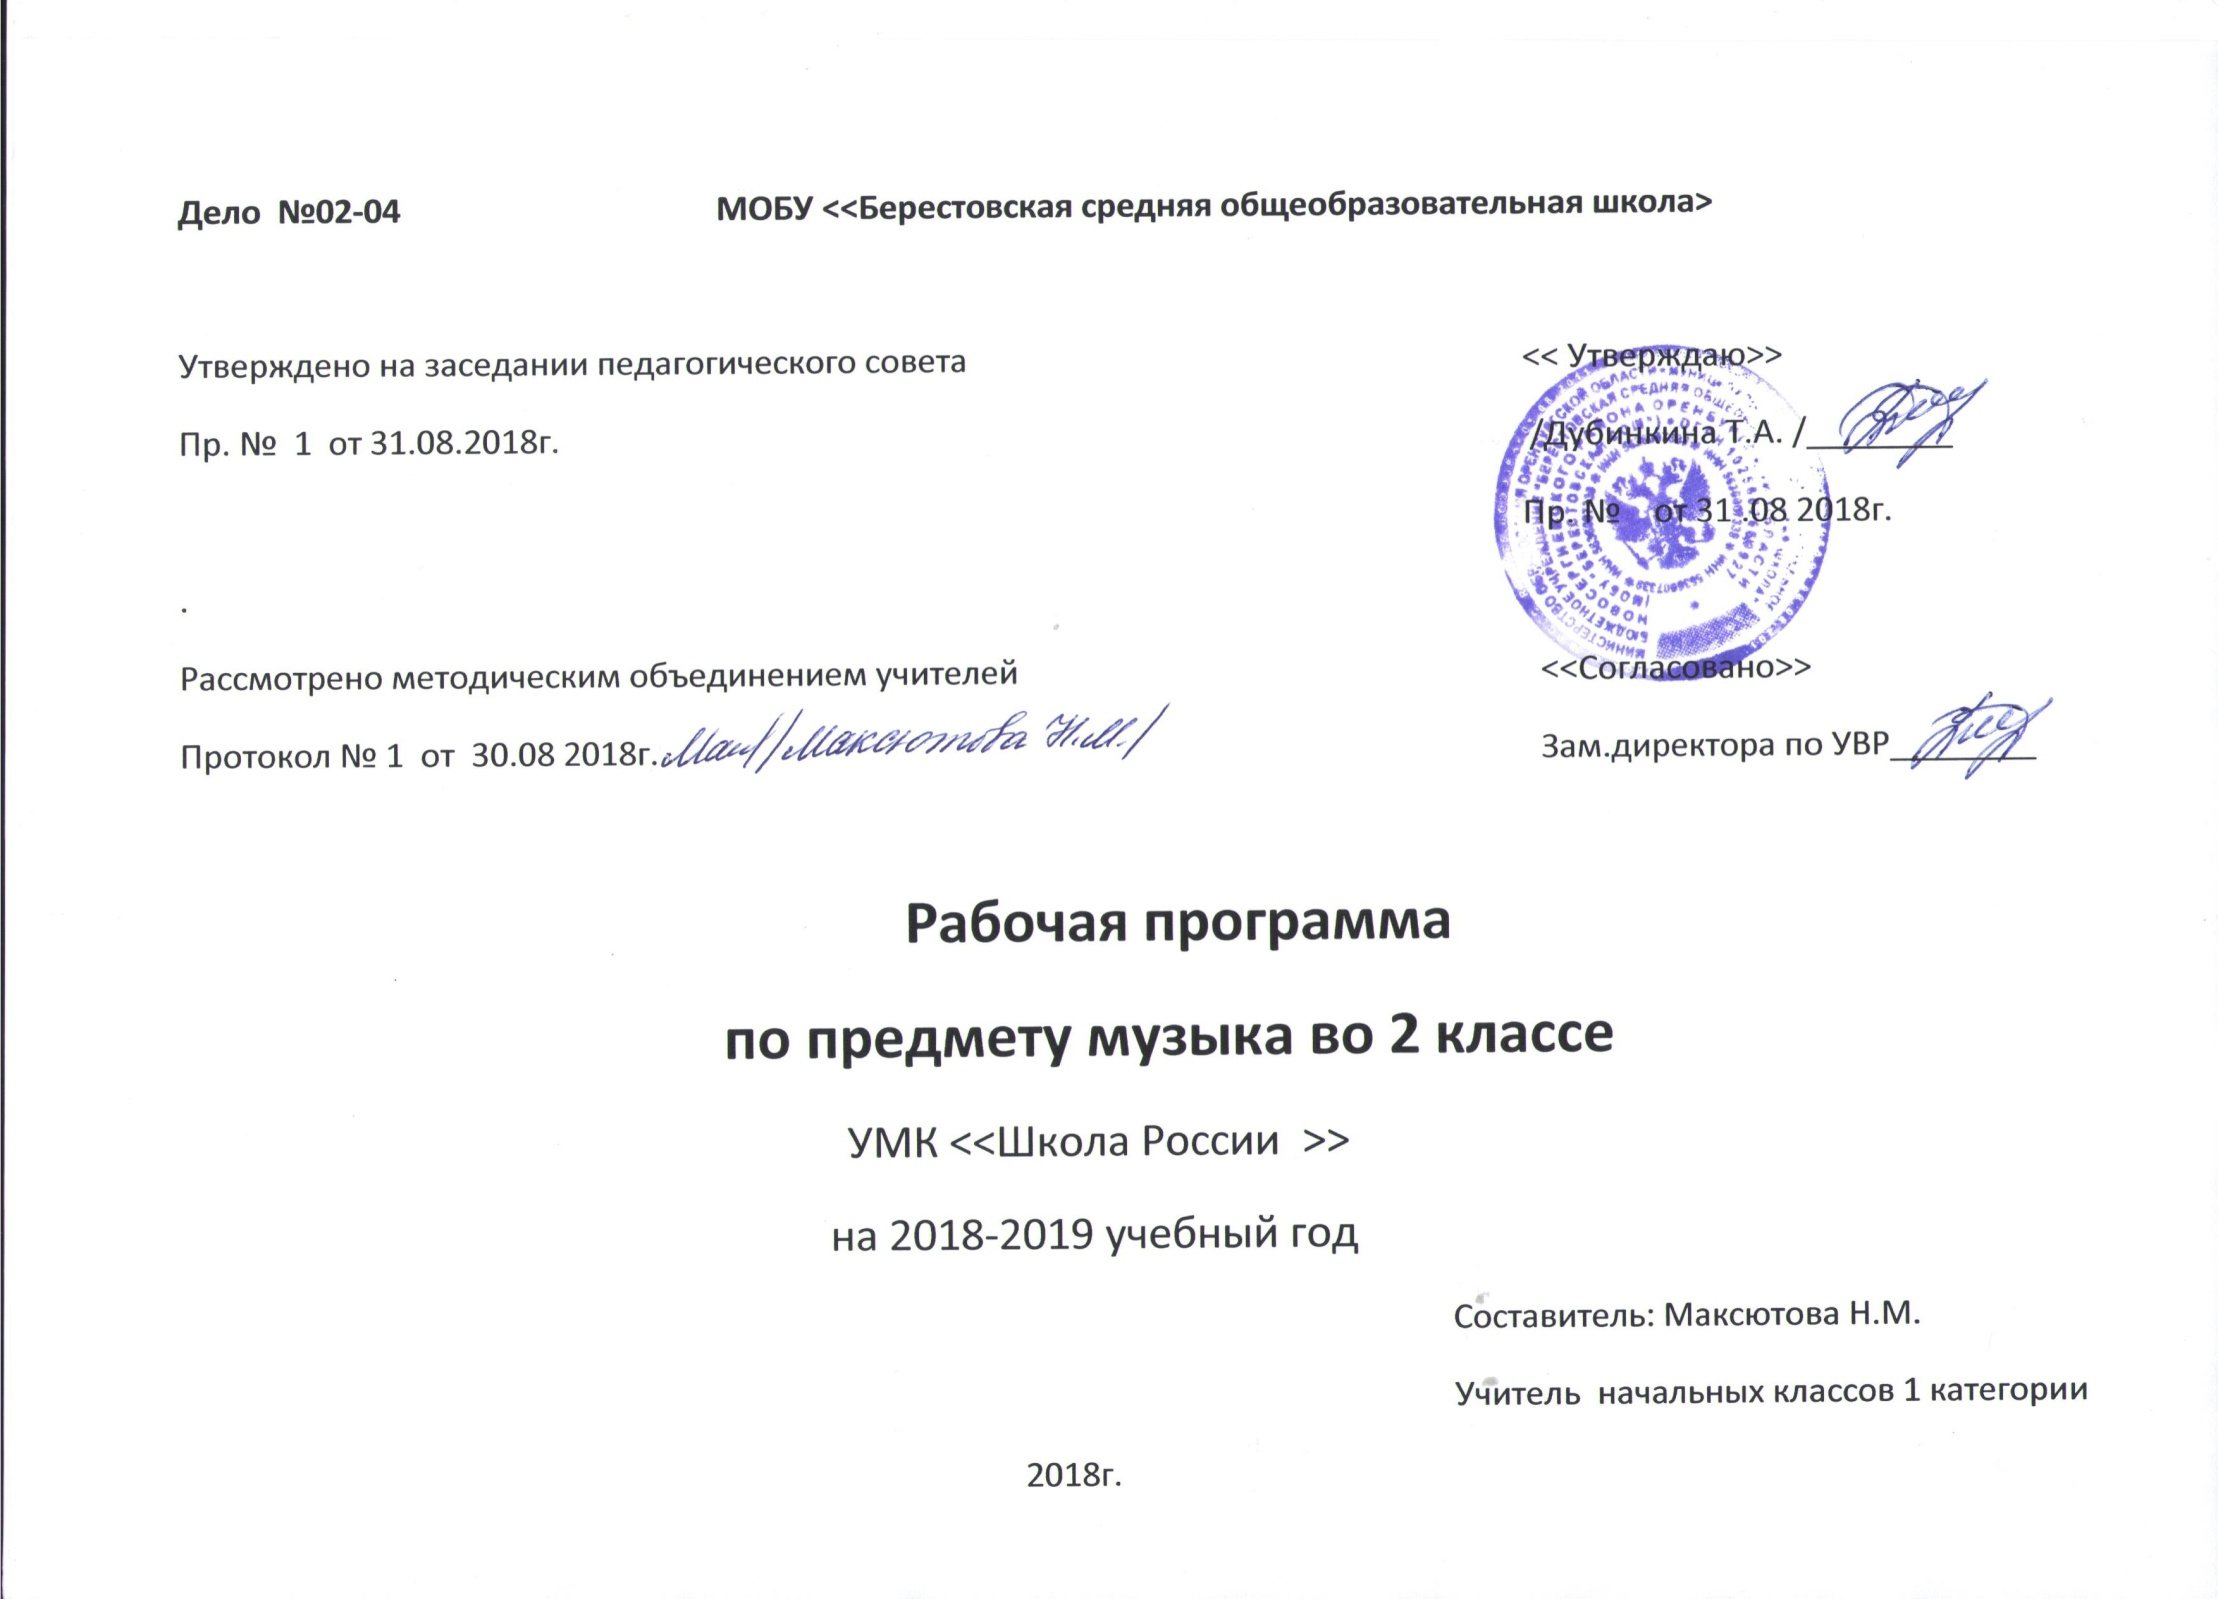 Дело №02-04 МОБУ <<Берестовская средняя общеобразовательная школа>
Утверждено на заседании педагогического совета << Утверждаю>>
Пр. № 1 от 31.08.2018г. /Дубинкина Т.А. /_________
Пр. № от 31 .08 2018г.
.
Рассмотрено методическим объединением учителей <<Согласовано>>
Протокол № 1 от 30.08 2018г. /Максютова Н.М./ Зам.директора по УВР_________
Рабочая программа
по предмету музыка во 2 классе
УМК <<Школа России >>
на 2018-2019 учебный год
Составитель: Максютова Н.М.
Учитель начальных классов 1 категории
2018г.